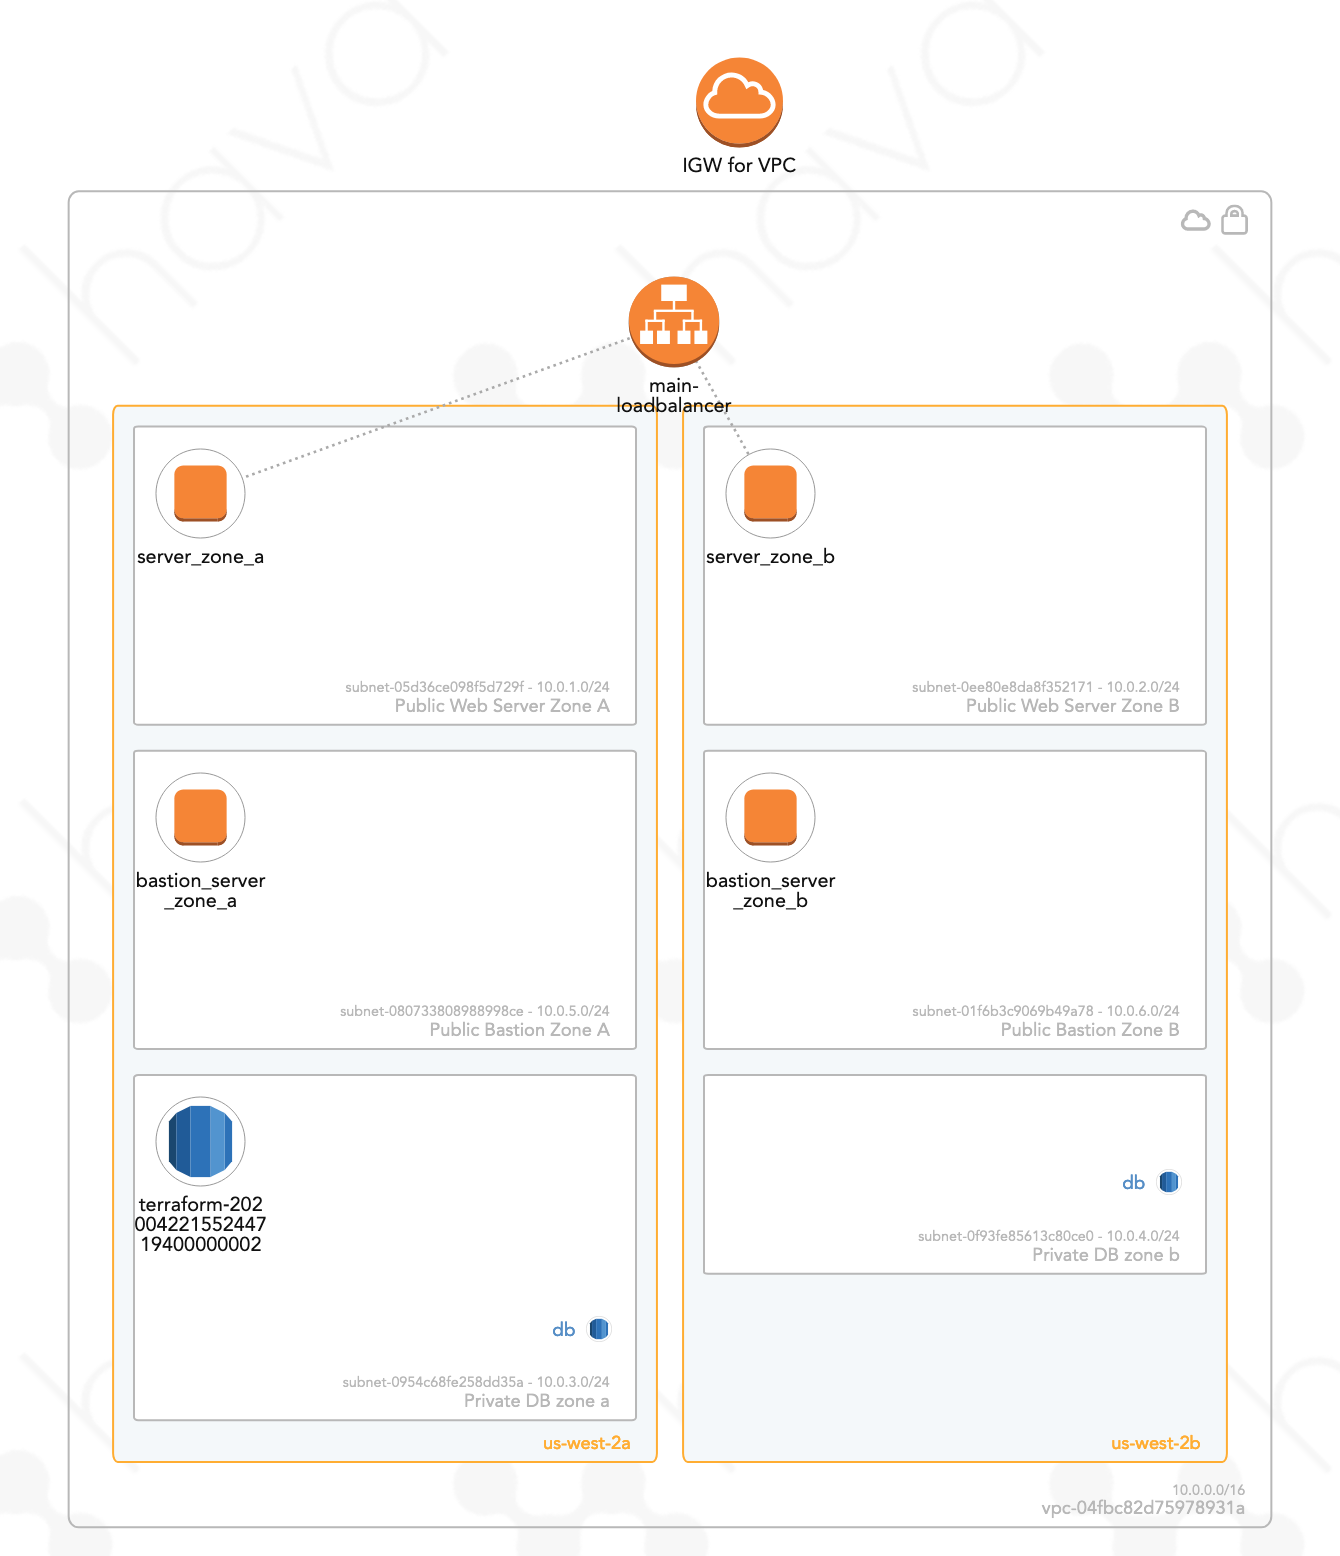 IGW for VPC
main-
loadbalancer
server_zone_a
subnet-05d36ce098f5d729f - 10.0.1.0/24
Public Web Server Zone A
server_zone_b
subnet-0ee80e8da8f352171 - 10.0.2.0/24
Public Web Server Zone B
bastion_server
_zone_a
subnet-080733808988998ce - 10.0.5.0/24
Public Bastion Zone A
bastion_server
_zone_b
subnet-01f6b3c9069b49a78 - 10.0.6.0/24
Public Bastion Zone B
terraform-202
004221552447
19400000002
db
subnet-0954c68fe258dd35a - 10.0.3.0/24
Private DB zone a
db
subnet-0f93fe85613c80ce0 - 10.0.4.0/24
Private DB zone b
us-west-2a
us-west-2b
10.0.0.0/16
vpc-04fbc82d75978931a
hava
hava